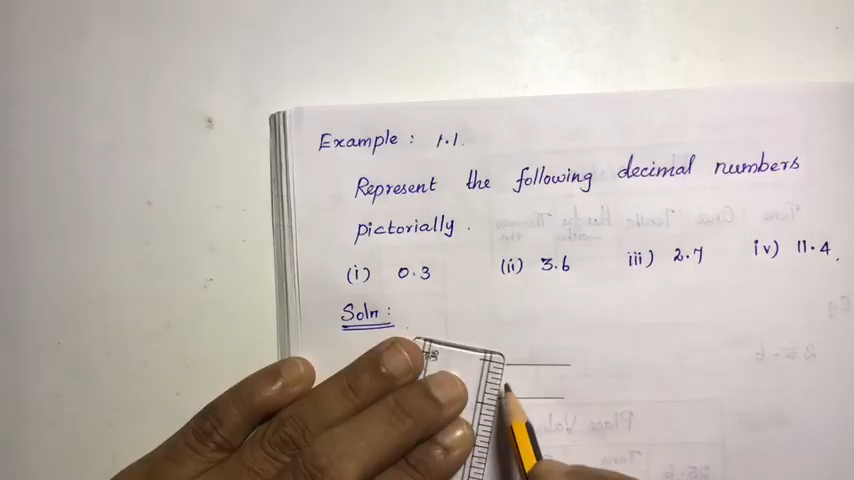 Example : 1.1.
Represent the following decimal numbers
pictorially.
(i) 0.3 (ii) 3.6 iii) 2.7 iv) 11.4.
Soln :